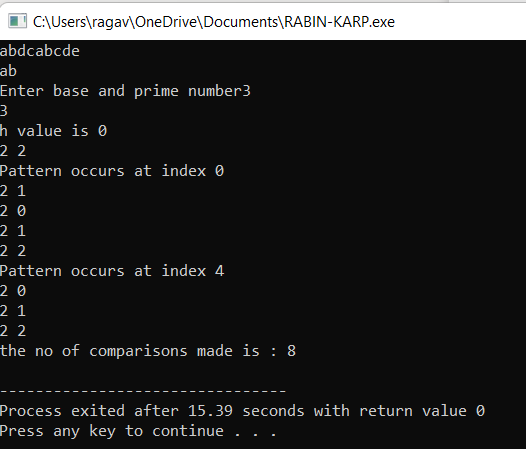 C:\Users\ragav\OneDrive\Documents\RABIN-KARP.exe
abdcabcde
ab
Enter base and prime number3
3
h value is 0
2 2
Pattern occurs at index 0
2 1
2 0
2 1
2 2
Pattern occurs at index 4
2 0
2 1
2 2
the no of comparisons made is : 8
--------------------------------
Process exited after 15.39 seconds with return value 0
Press any key to continue . . .